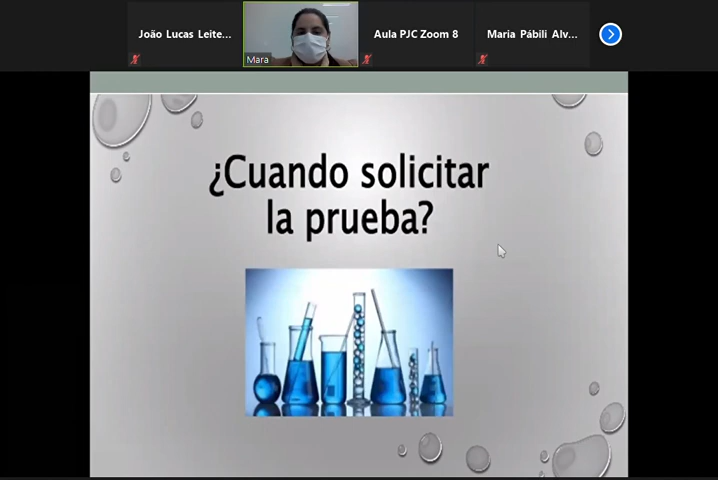 João Lucas Leite...
Mara
Aula PJC Zoom 8
Maria Pábili Alv...
¿Cuando solicitar
la prueba?